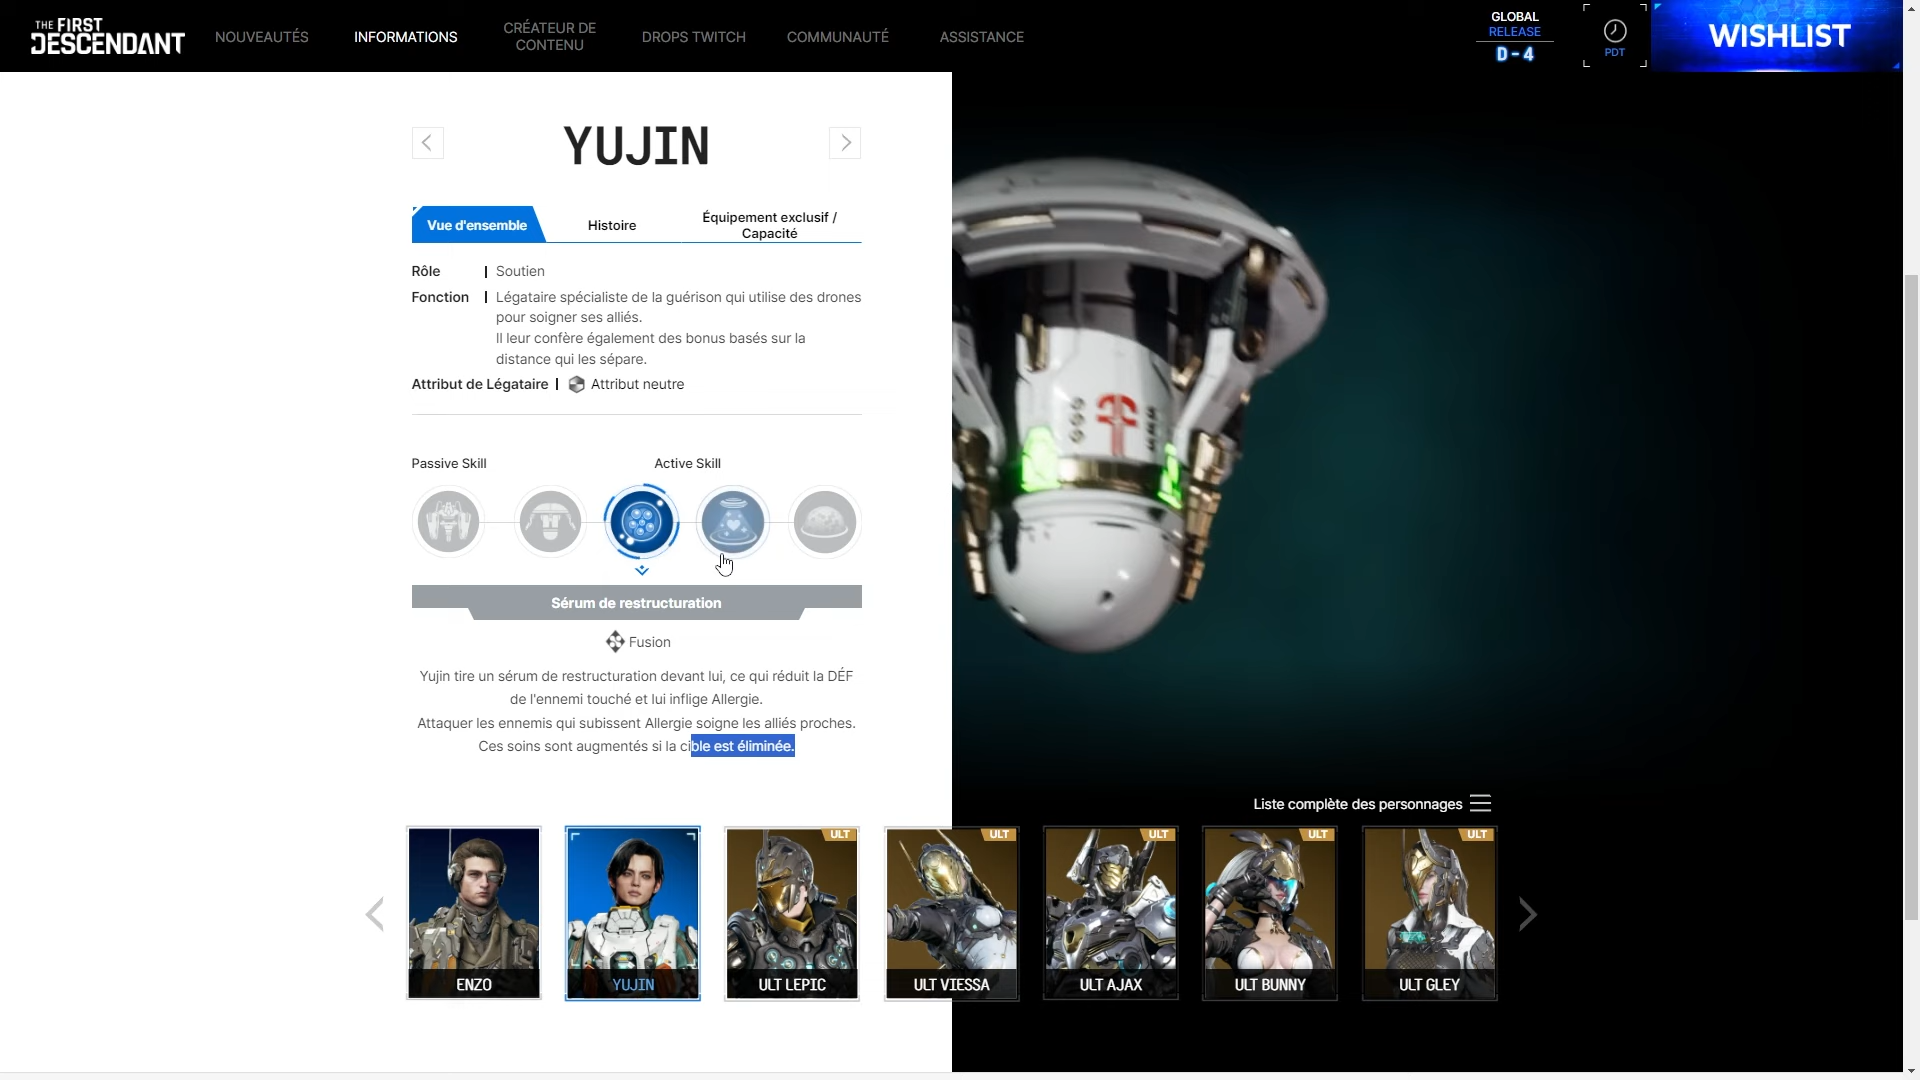 THE FIRST
DESCENDANT
NOUVEAUTÉS
INFORMATIONS
CRÉATEUR DE
CONTENU
DROPS TWITCH
COMMUNAUTÉ
ASSISTANCE
GLOBAL
RELEASE
D-4
PDT
WISHLIST
YUJIN
Vue d'ensemble
Histoire
Équipement exclusif /
Capacité
Rôle
Soutien
Fonction
Légataire spécialiste de la guérison qui utilise des drones
pour soigner ses alliés.
Il leur confère également des bonus basés sur la
distance qui les sépare.
Attribut de Légataire
Attribut neutre
Passive Skill
Active Skill
Sérum de restructuration
Fusion
Yujin tire un sérum de restructuration devant lui, ce qui réduit la DÉF
de l'ennemi touché et lui inflige Allergie.
Attaquer les ennemis qui subissent Allergie soigne les alliés proches.
Ces soins sont augmentés si la cible est éliminée.
Liste complète des personnages
ENZO
YUJIN
ULT
ULT LEPIC
ULT
ULT VIESSA
ULT
ULT AJAX
ULT
ULT BUNNY
ULT
ULT GLEY